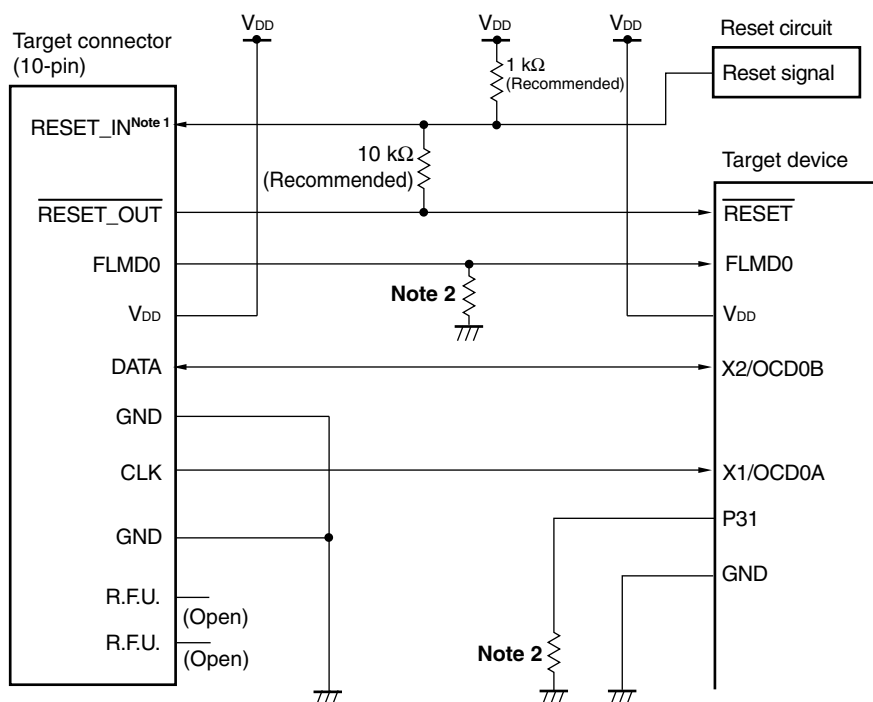 VDD
VDD
VDD
Target connector
(10-pin)
Reset circuit
1 kΩ
(Recommended)
Reset signal
RESET_IN Note 1
10 kΩ
(Recommended)
Target device
RESET_OUT
RESET
FLMD0
FLMD0
Note 2
VDD
VDD
DATA
X2/OCD0B
GND
CLK
X1/OCD0A
P31
GND
GND
R.F.U.
(Open)
R.F.U.
(Open)
Note 2